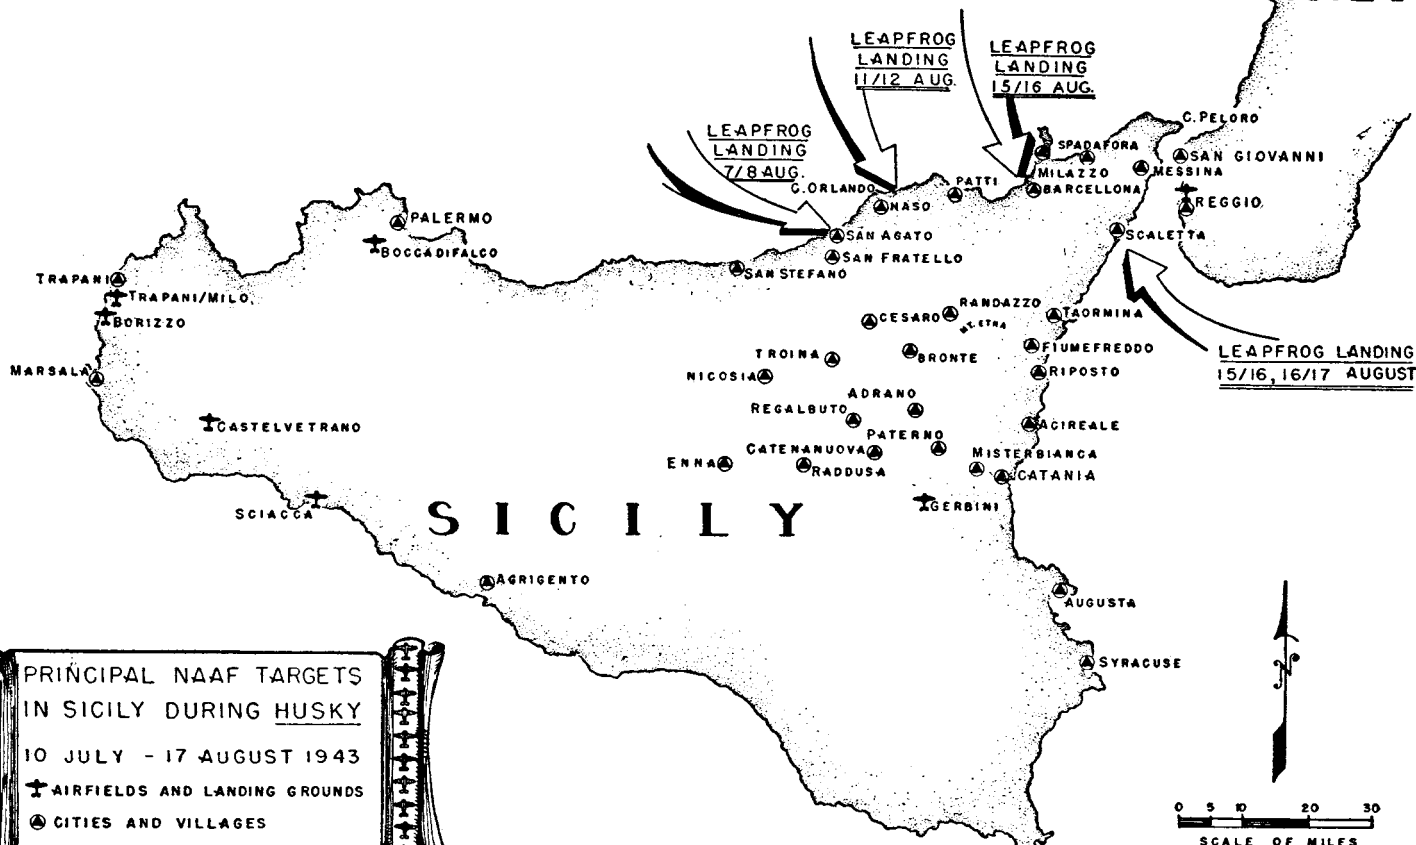 LEAPFROG
LANDING
11/12 AUG.
LEAPFROG
LANDING
15/16 AUG.
LEAPFROG
LANDING
7/8 AUG.
C. PELORO
SPADAFORA
SAN GIOVANNI
MILAZZO
MESSINA
C. ORLANDO
PATTI
BARCELLONA
NASO
REGGIO
PALERMO
SAN AGATO
SCALETTA
BOCCADIFALCO
SAN FRATELLO
SAN STEFANO
TRAPANI
TRAPANI/MILO
BORIZZO
RANDAZZO
CESARO
MT. ETNA
TAORMINA
TROINA
BRONTE
FIUMEFREDDO
LEAPFROG LANDING
15/16, 16/17 AUGUST
MARSALA
NICOSIA
RIPOSTO
ADRANO
REGALBUTO
CASTELVETRANO
PATERNO
ACIREALE
CATENANUOVA
MISTERBIANCA
ENNA
RADDUSA
CATANIA
GERBINI
SCIACCA
SICILY
AGRIGENTO
AUGUSTA
SYRACUSE
N
PRINCIPAL NAAF TARGETS
IN SICILY DURING HUSKY
10 JULY - 17 AUGUST 1943
AIRFIELDS AND LANDING GROUNDS
CITIES AND VILLAGES
0 5 10 20 30
SCALE OF MILES